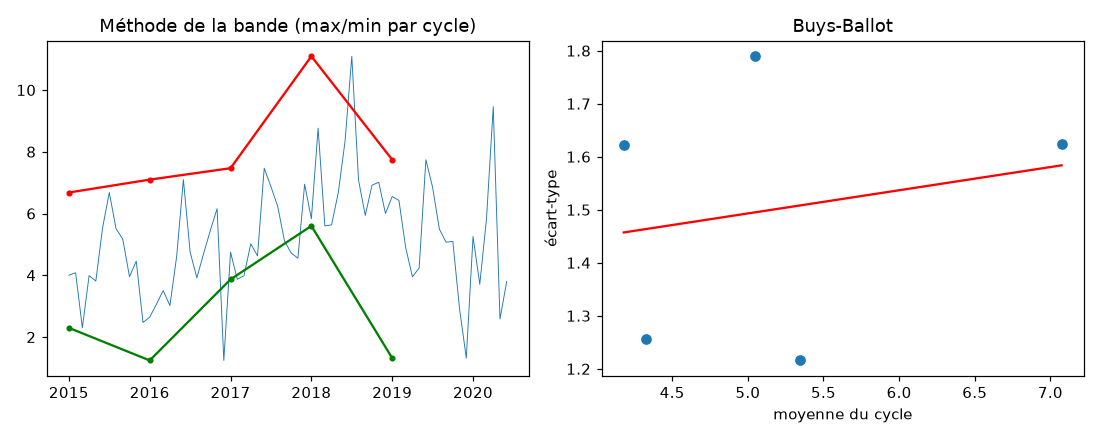 Méthode de la bande (max/min par cycle)
10
8
6
4
2
2015 2016 2017 2018 2019 2020
Buys-Ballot
écart-type
1.8
1.7
1.6
1.5
1.4
1.3
1.2
4.5 5.0 5.5 6.0 6.5 7.0
moyenne du cycle